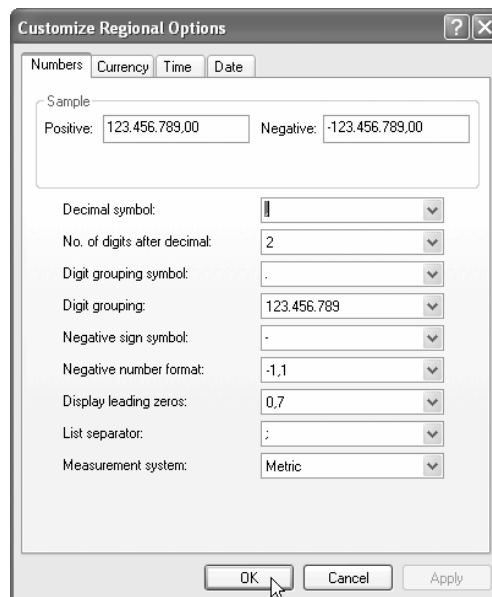 Customize Regional Options
Numbers Currency Time Date
Sample
Positive: 123.456.789,00 Negative: -123.456.789,00
Decimal symbol:
No. of digits after decimal: 2
Digit grouping symbol: .
Digit grouping: 123.456.789
Negative sign symbol: -
Negative number format: -1,1
Display leading zeros: 0,7
List separator: ;
Measurement system: Metric
OK Cancel Apply